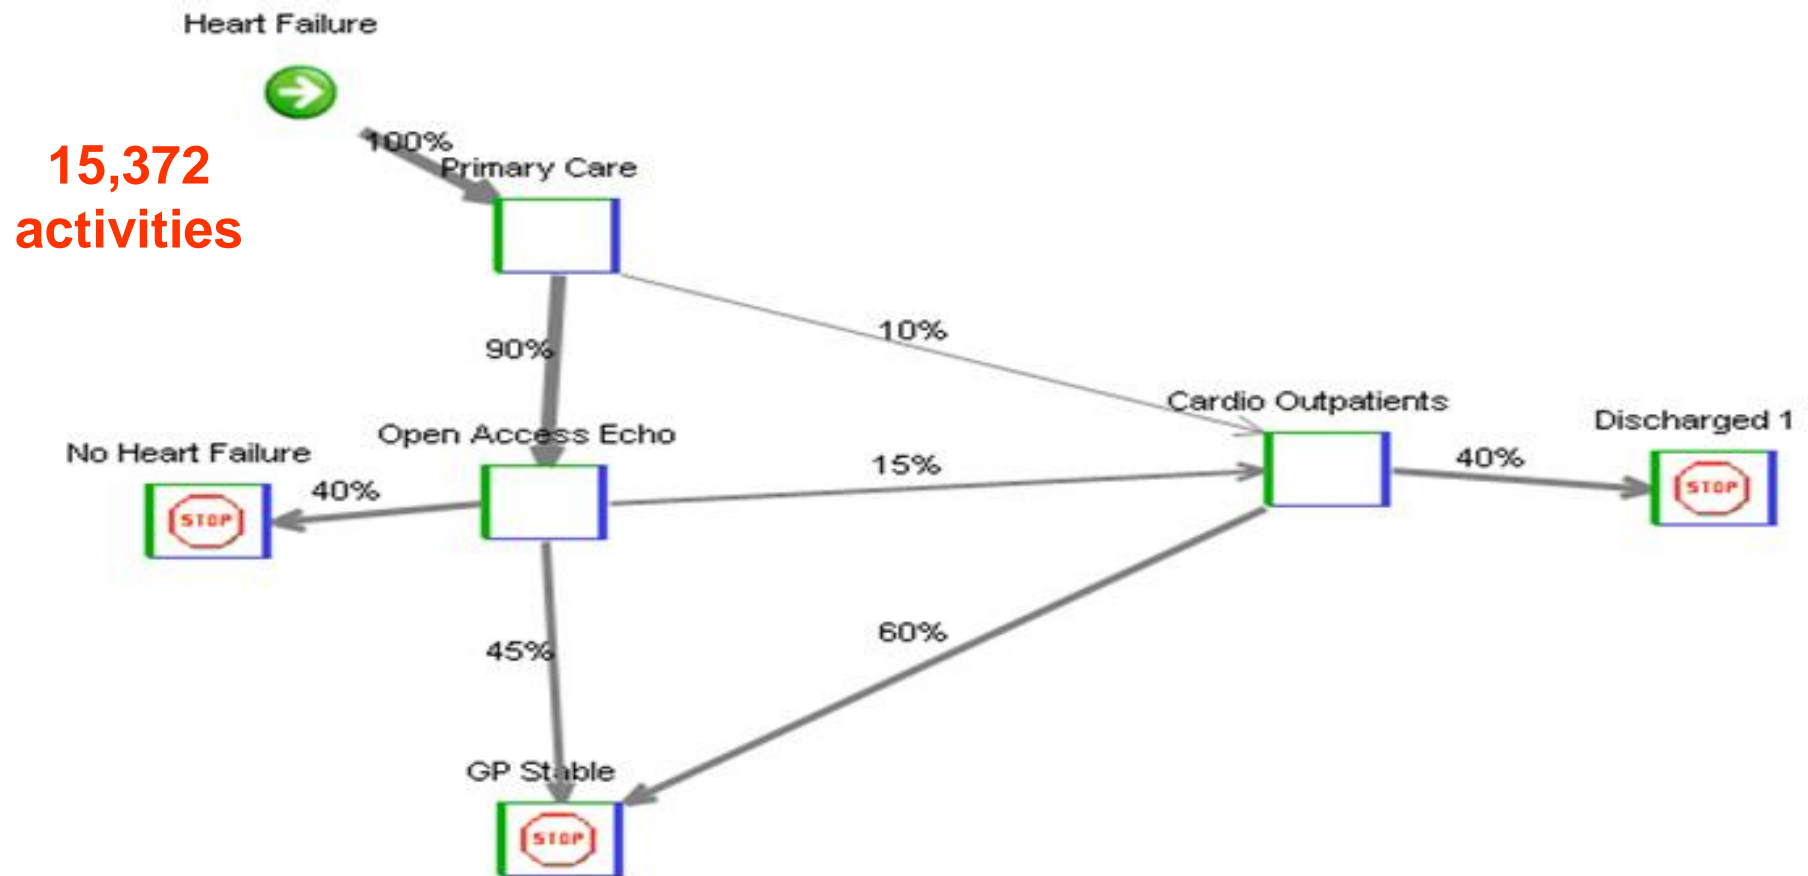 Heart Failure
100%
15,372
activities
Primary Care
10%
90%
Cardio Outpatients
Discharged 1
Open Access Echo
No Heart Failure
40%
15%
40%
STOP
STOP
60%
45%
GP Stable
STOP